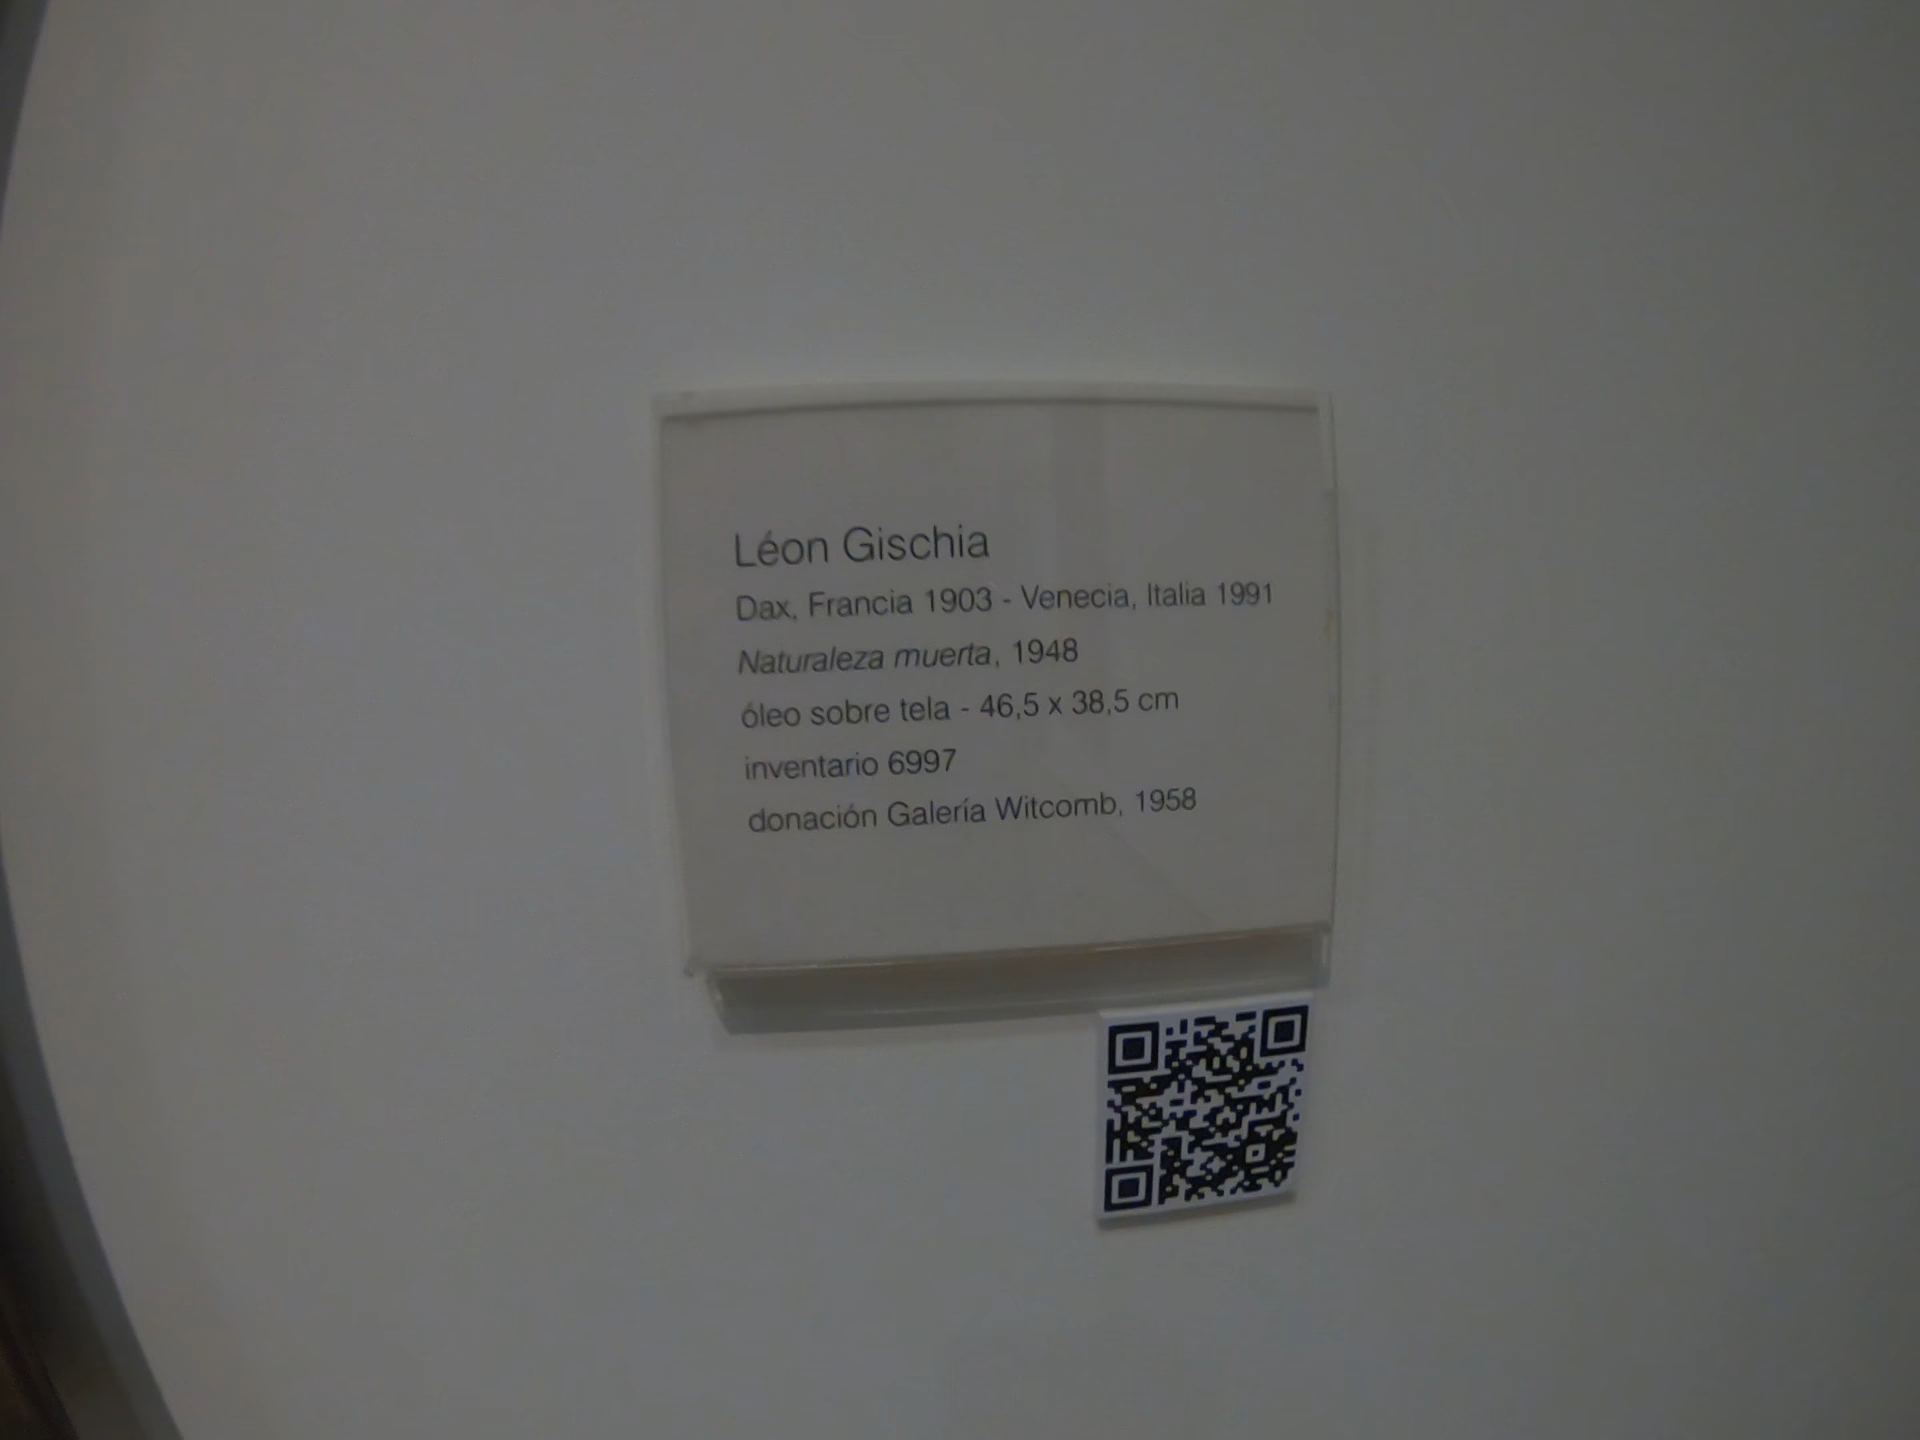 Léon Gischia
Dax, Francia 1903 - Venecia, Italia 1991
Naturaleza muerta, 1948
óleo sobre tela - 46,5 x 38,5 cm
inventario 6997
donación Galería Witcomb, 1958